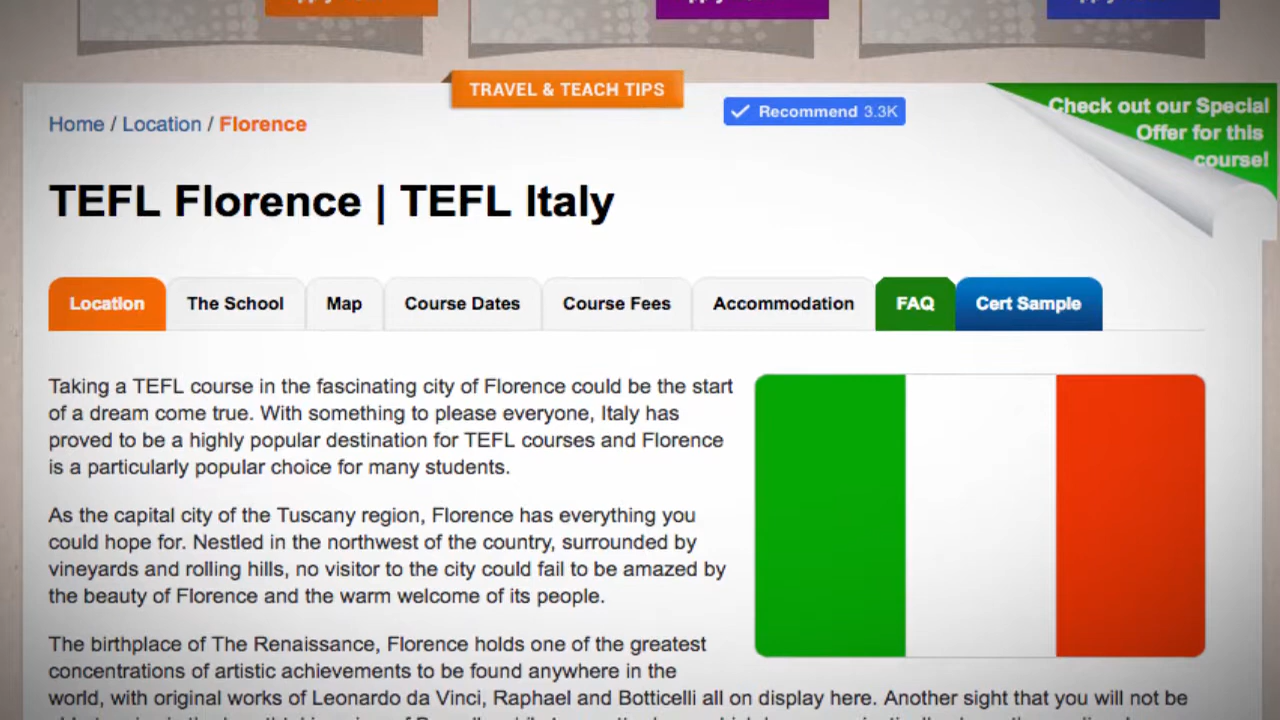 TRAVEL & TEACH TIPS
Home / Location / Florence
Recommend 3.3K
Check out our Special
Offer for this
course!
TEFL Florence | TEFL Italy
Location
The School
Map
Course Dates
Course Fees
Accommodation
FAQ
Cert Sample
Taking a TEFL course in the fascinating city of Florence could be the start
of a dream come true. With something to please everyone, Italy has
proved to be a highly popular destination for TEFL courses and Florence
is a particularly popular choice for many students.
As the capital city of the Tuscany region, Florence has everything you
could hope for. Nestled in the northwest of the country, surrounded by
vineyards and rolling hills, no visitor to the city could fail to be amazed by
the beauty of Florence and the warm welcome of its people.
The birthplace of The Renaissance, Florence holds one of the greatest
concentrations of artistic achievements to be found anywhere in the
world, with original works of Leonardo da Vinci, Raphael and Botticelli all on display here. Another sight that you will not be